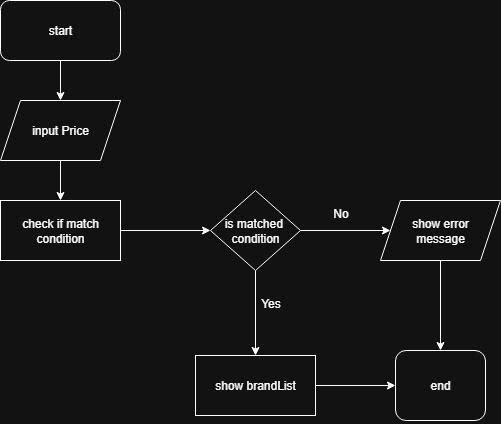 start
input Price
check if match
condition
is matched
condition
No
show error
message
Yes
show brandList
end